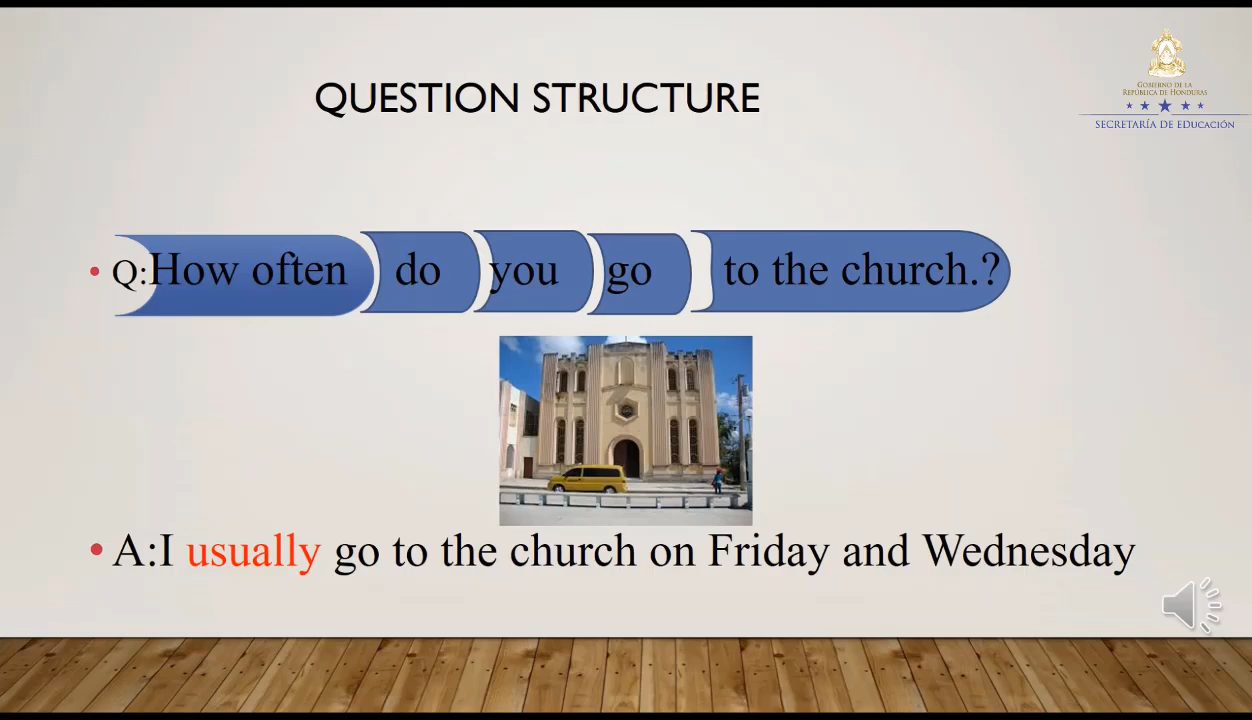 QUESTION STRUCTURE
GOBIERNO DE LA
REPÚBLICA DE HONDURAS
SECRETARÍA DE EDUCACIÓN
• Q:How often do you go to the church.?
• A:I usually go to the church on Friday and Wednesday